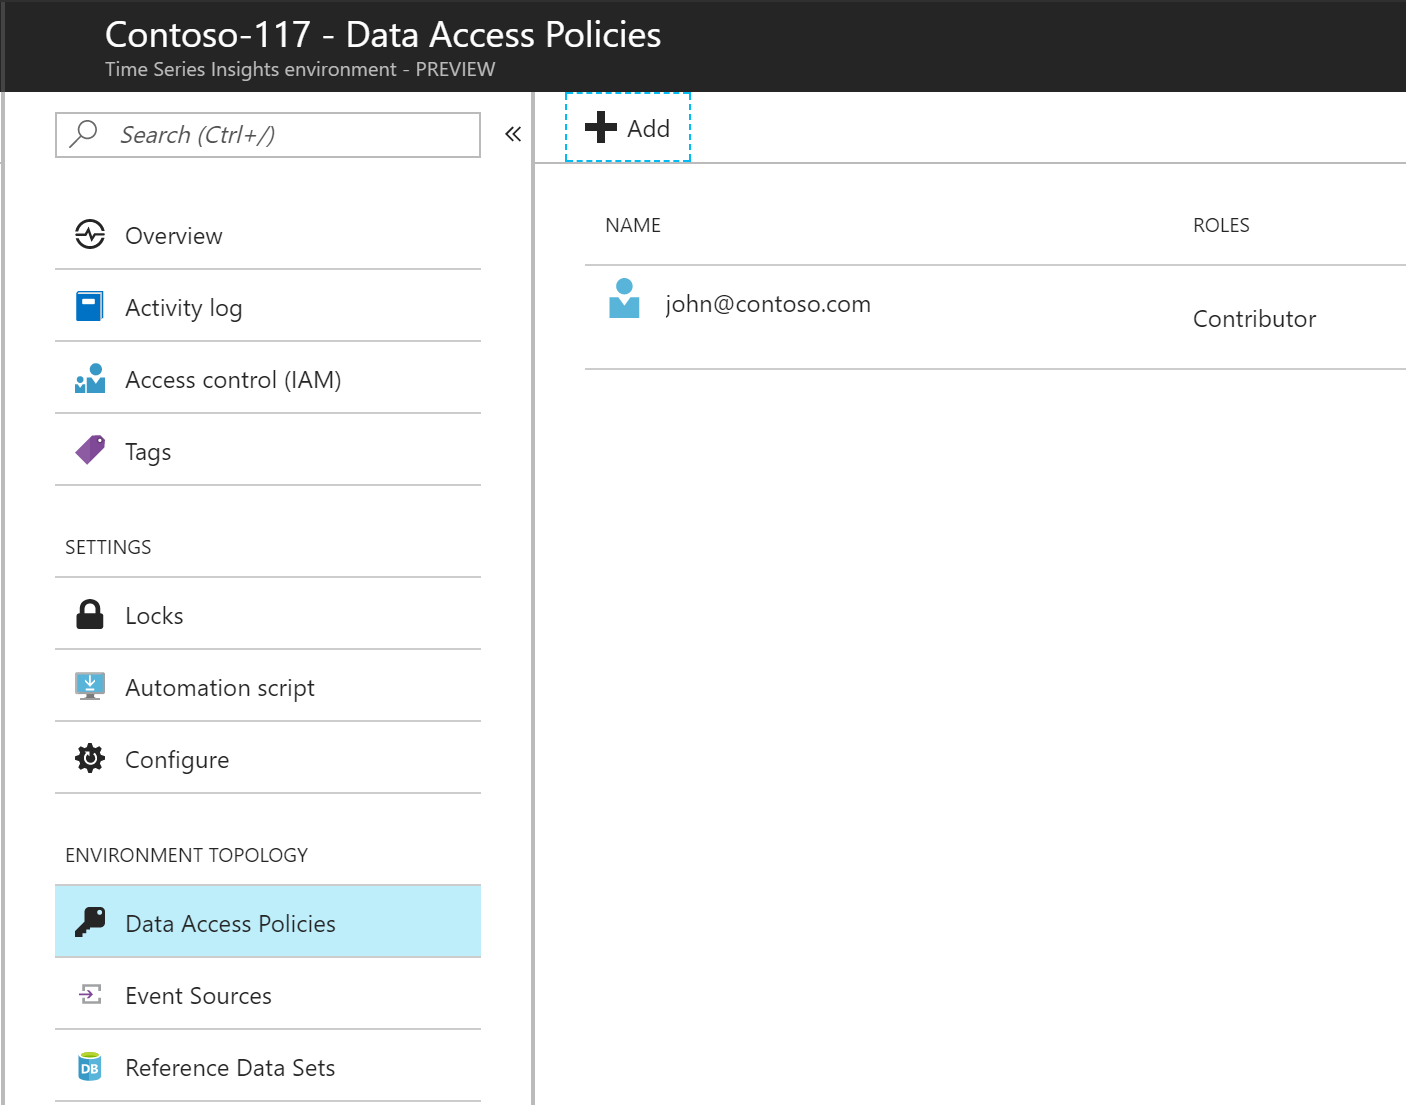 Contoso-117 - Data Access Policies
Time Series Insights environment - PREVIEW
Search (Ctrl+/)
Overview
Activity log
Access control (IAM)
Tags
SETTINGS
Locks
Automation script
Configure
ENVIRONMENT TOPOLOGY
Data Access Policies
Event Sources
DB
Reference Data Sets
Add
NAME ROLES
john@contoso.com Contributor